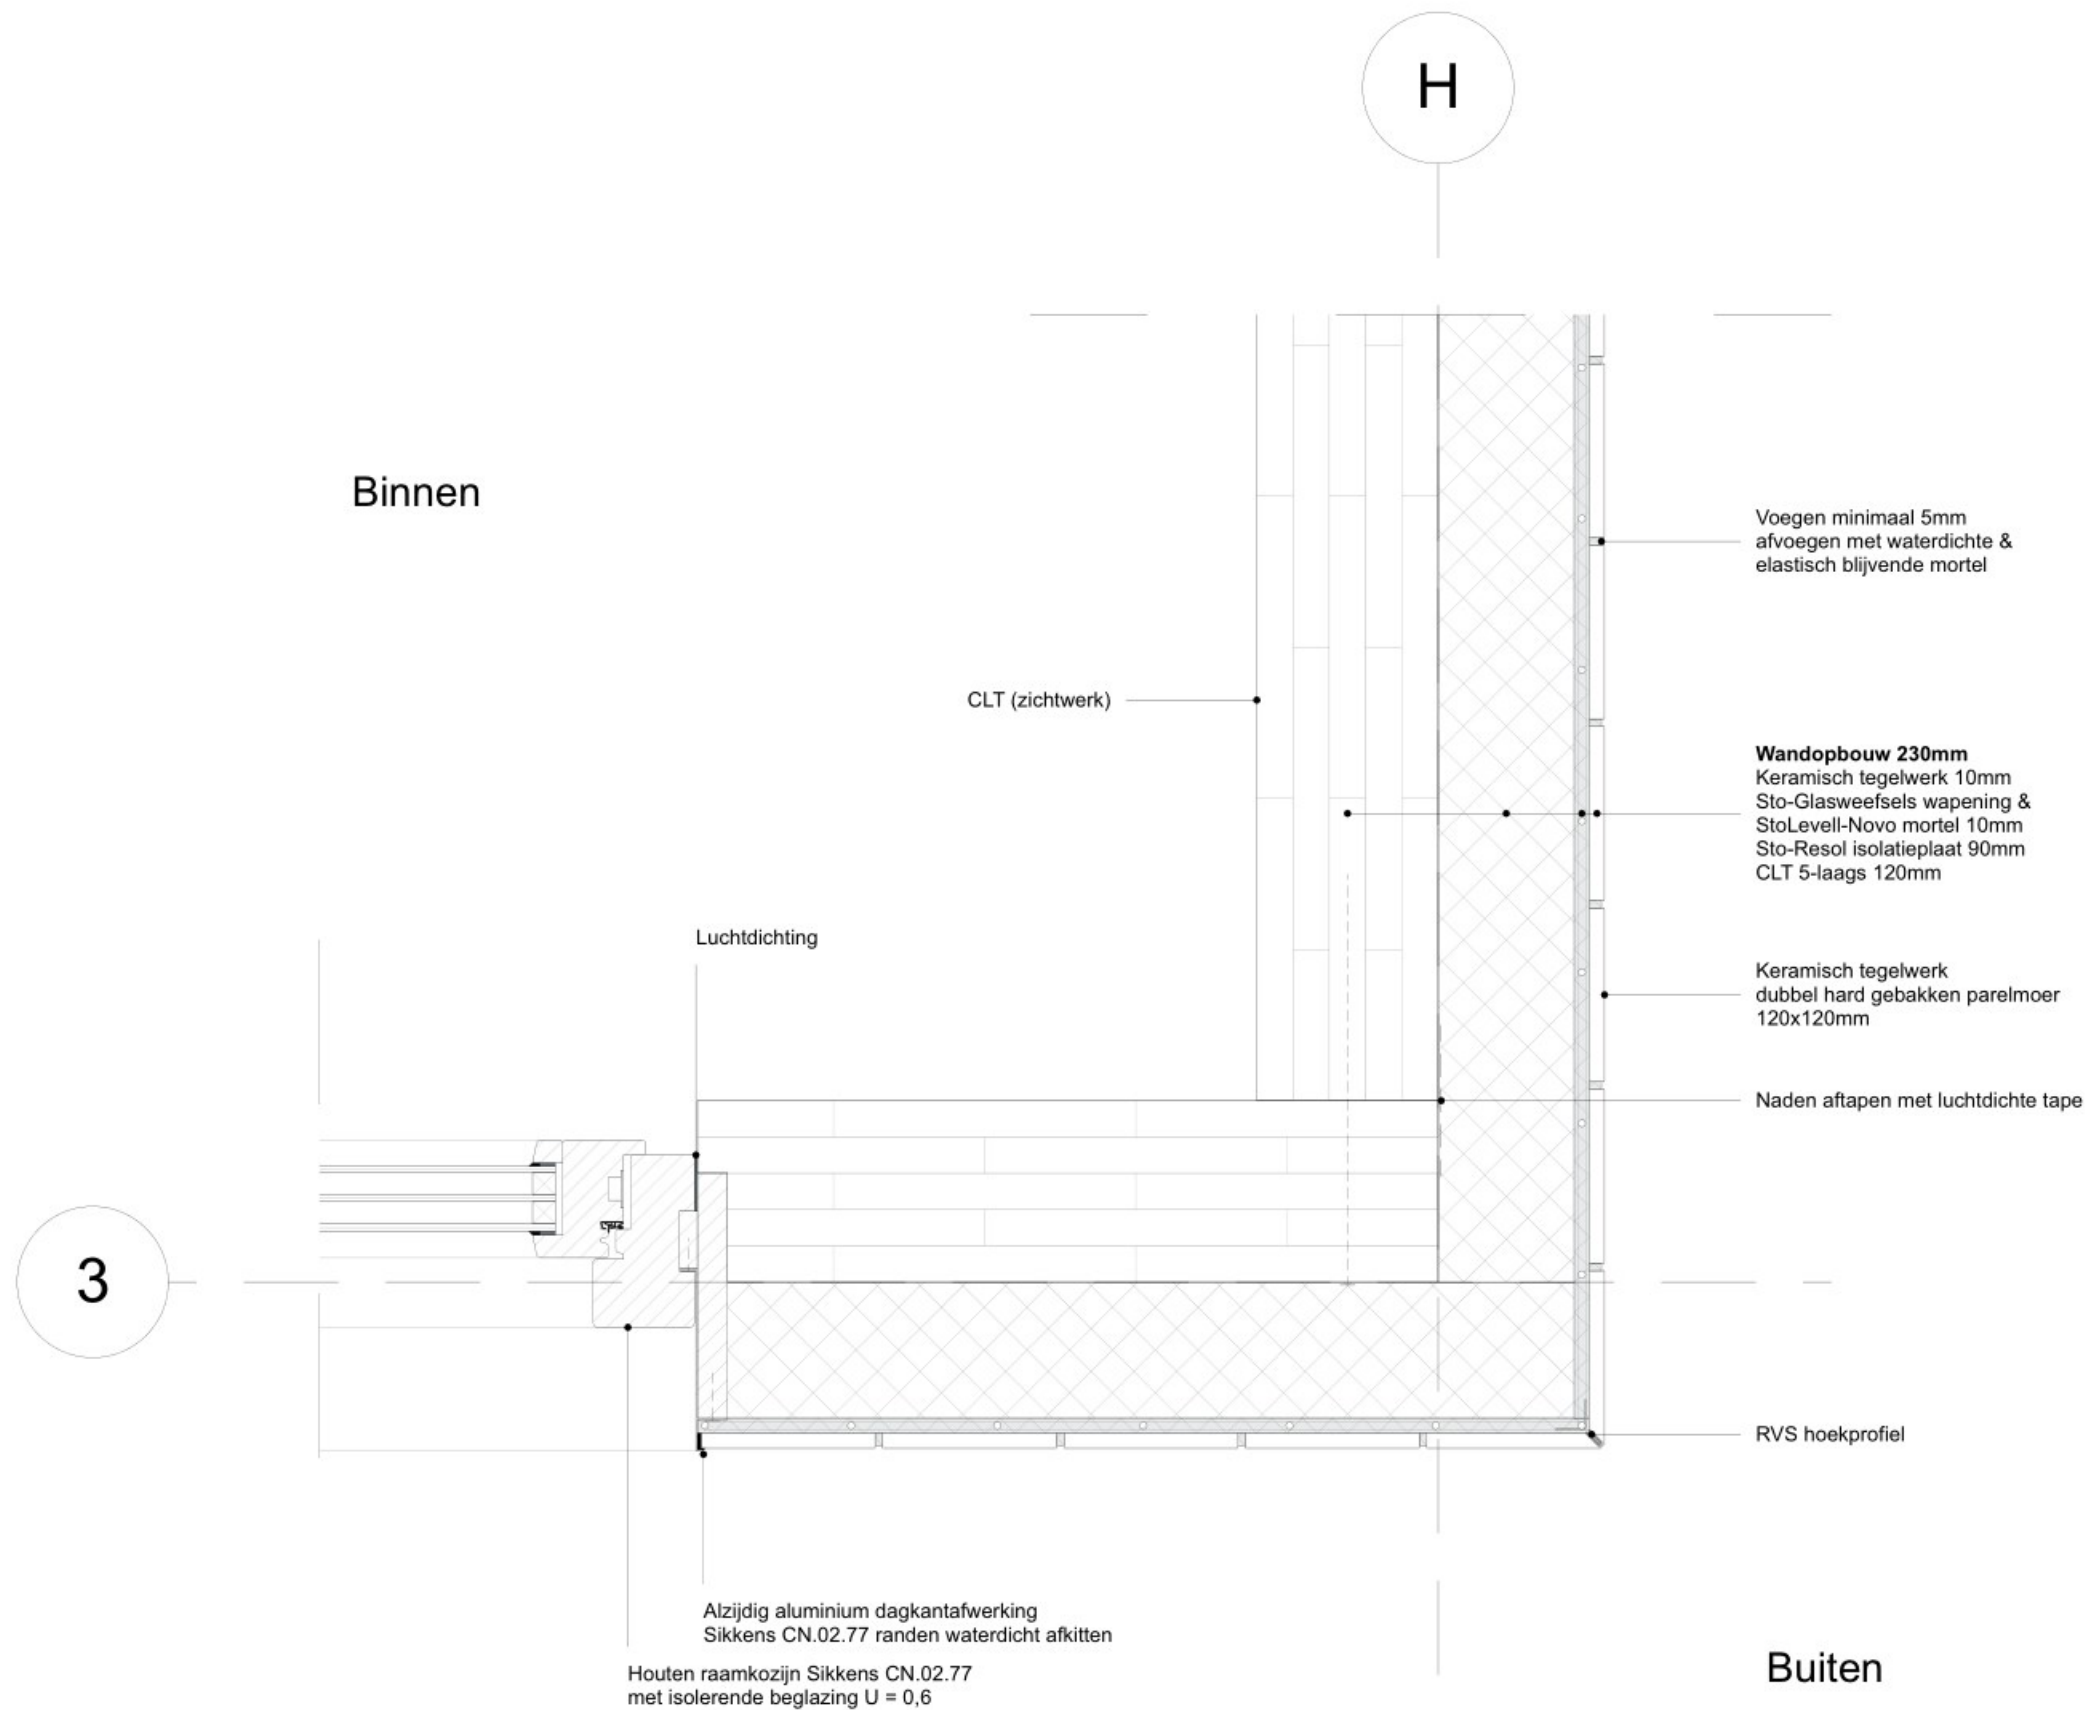 H
Binnen
Voegen minimaal 5mm
afvoegen met waterdichte &
elastisch blijvende mortel
CLT (zichtwerk)
Wandopbouw 230mm
Keramisch tegelwerk 10mm
Sto-Glasweefsels wapening &
StoLevell-Novo mortel 10mm
Sto-Resol isolatieplaat 90mm
CLT 5-laags 120mm
Luchtdichting
Keramisch tegelwerk
dubbel hard gebakken parelmoer
120x120mm
Naden aftapen met luchtdichte tape
3
RVS hoekprofiel
Alzijdig aluminium dagkantafwerking
Sikkens CN.02.77 randen waterdicht afkitten
Houten raamkozijn Sikkens CN.02.77
met isolerende beglazing U = 0,6
Buiten